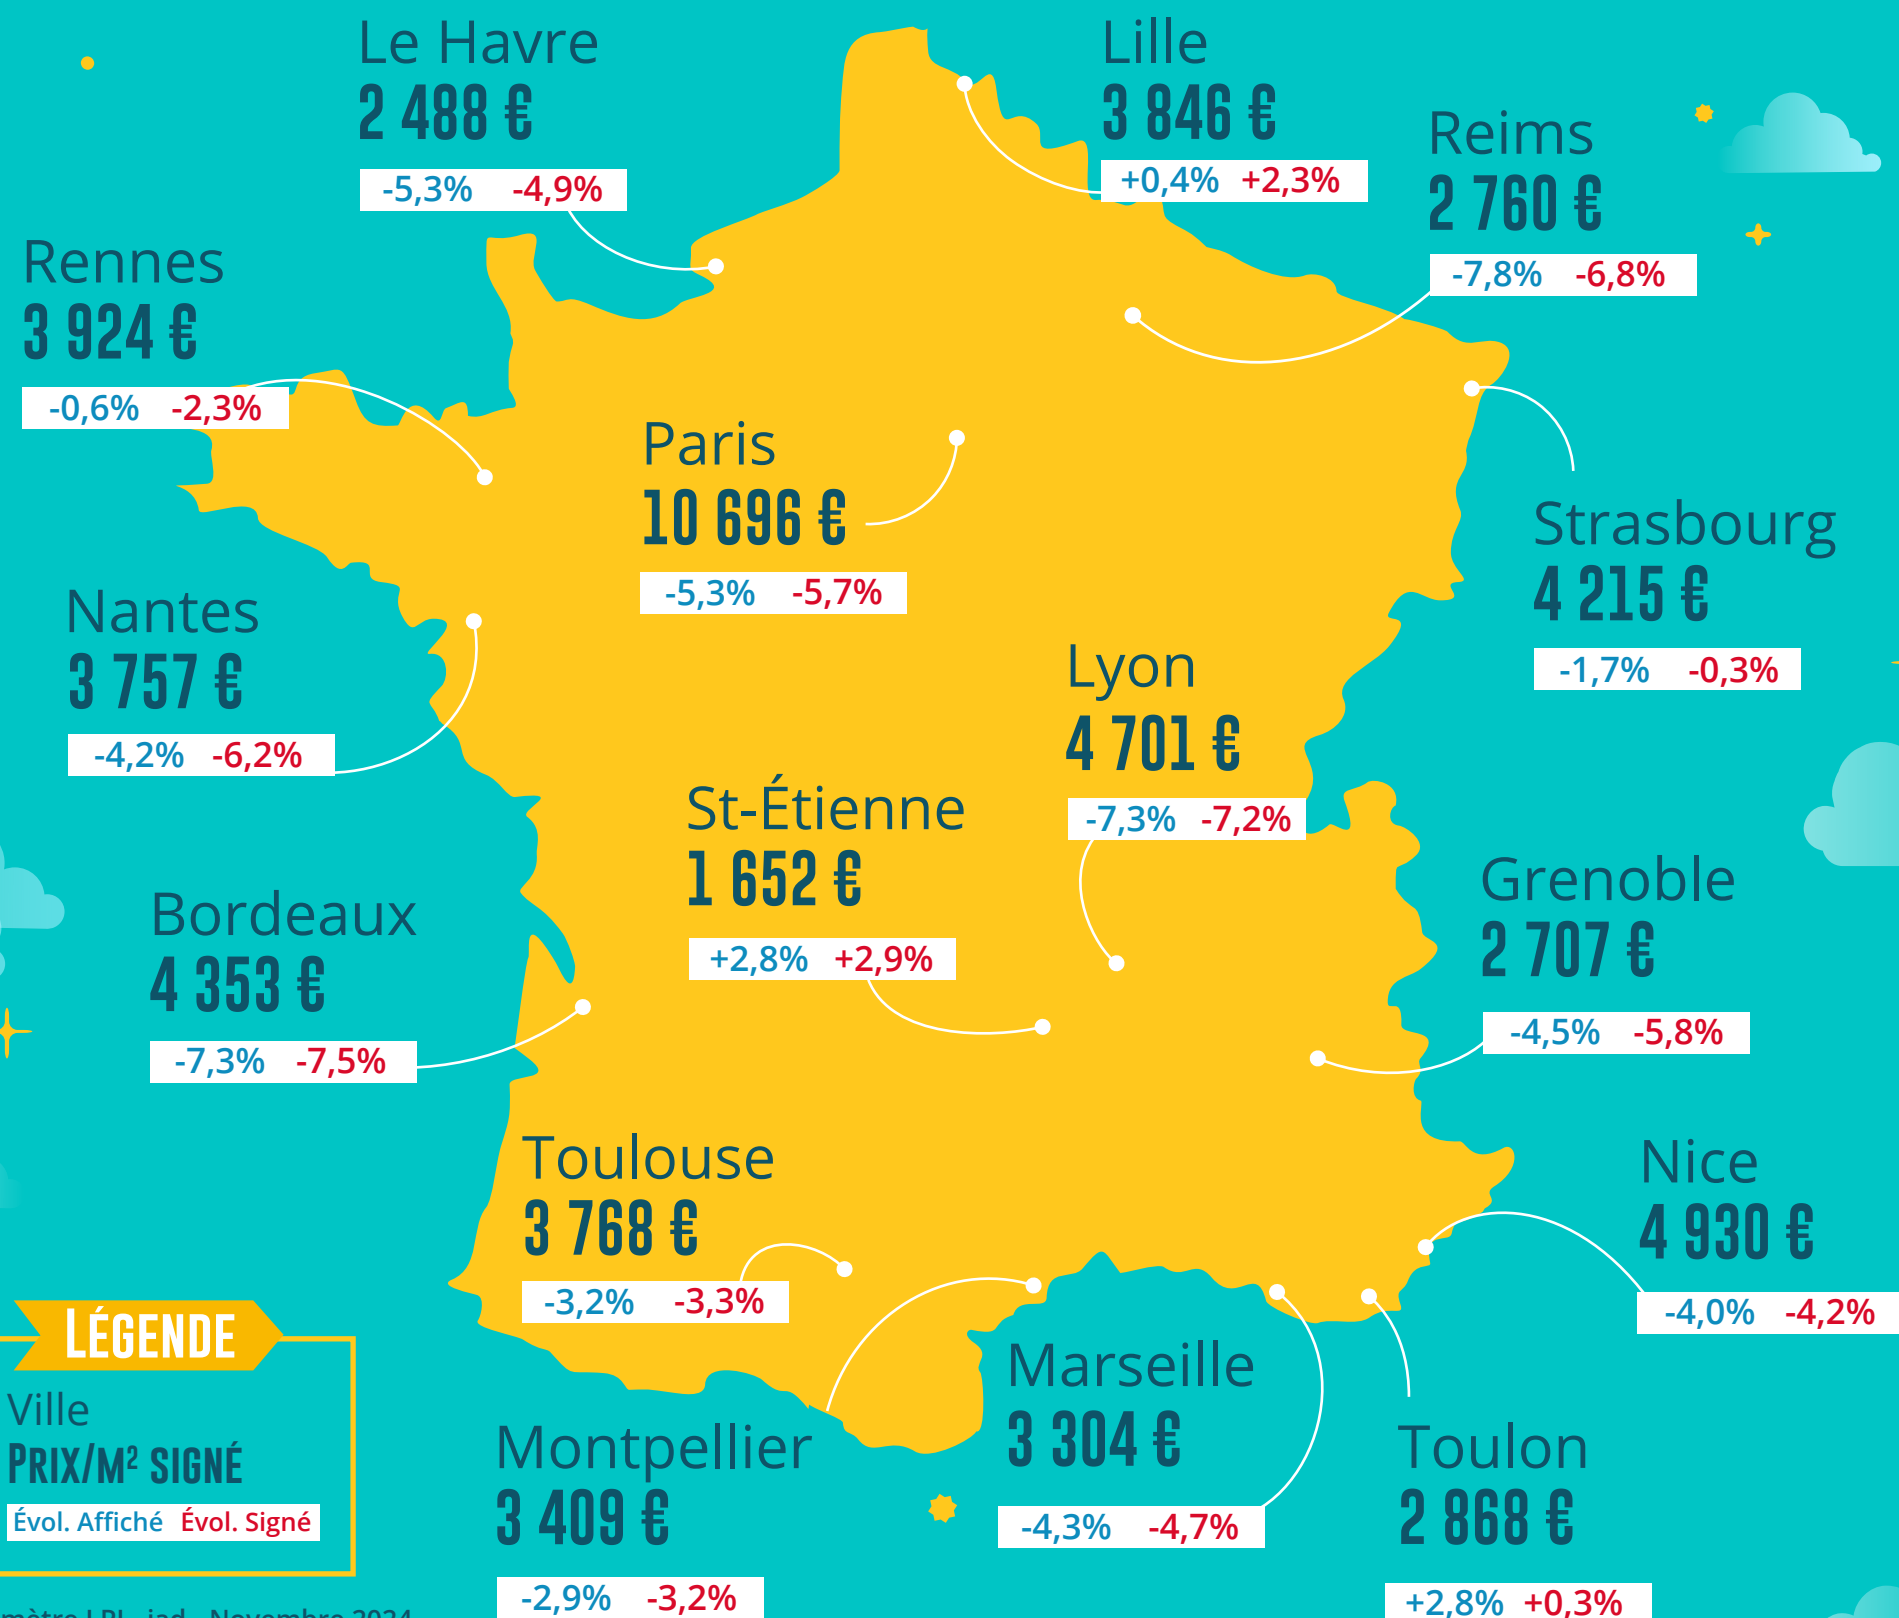 Le Havre
2 488 €
-5,3% -4,9%
Lille
3 846 €
+0,4% +2,3%
Reims
2 760 €
-7,8% -6,8%
Rennes
3 924 €
-0,6% -2,3%
Paris
10 696 €
-5,3% -5,7%
Strasbourg
4 215 €
-1,7% -0,3%
Nantes
3 757 €
-4,2% -6,2%
Lyon
4 701 €
-7,3% -7,2%
St-Étienne
1 652 €
+2,8% +2,9%
Grenoble
2 707 €
-4,5% -5,8%
Bordeaux
4 353 €
-7,3% -7,5%
Toulouse
3 768 €
-3,2% -3,3%
Nice
4 930 €
-4,0% -4,2%
Marseille
3 304 €
-4,3% -4,7%
Montpellier
3 409 €
-2,9% -3,2%
Toulon
2 868 €
+2,8% +0,3%
LÉGENDE
Ville
PRIX/M² SIGNÉ
Évol. Affiché Évol. Signé
LPI - iad - Novembre 2024